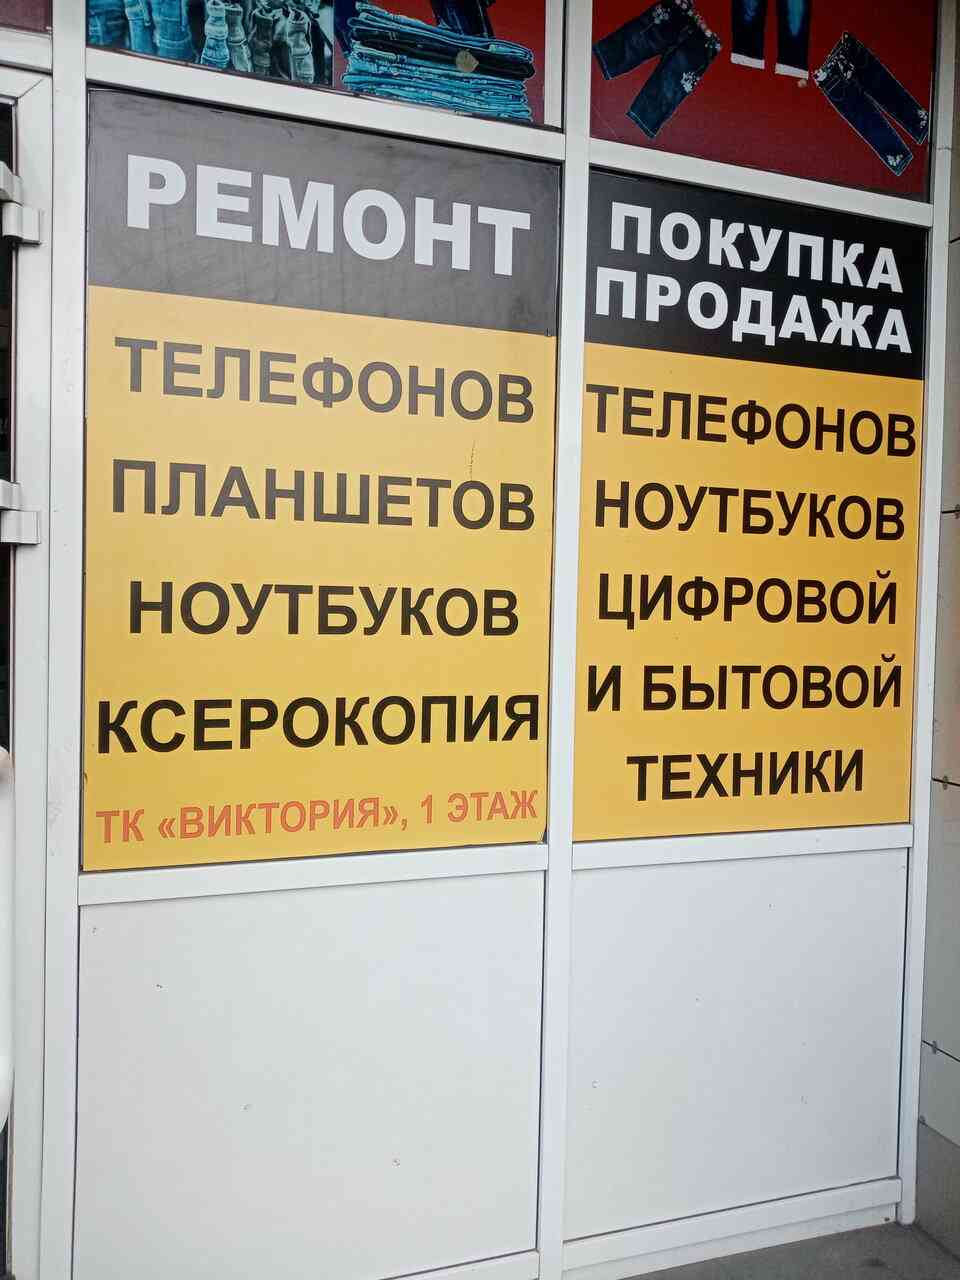 РЕМОНТ
ТЕЛЕФОНОВ
ПЛАНШЕТОВ
НОУТБУКОВ
КСЕРОКОПИЯ
ТК «ВИКТОРИЯ», 1 ЭТАЖ
ПОКУПКА
ПРОДАЖА
ТЕЛЕФОНОВ
НОУТБУКОВ
ЦИФРОВОЙ
И БЫТОВОЙ
ТЕХНИКИ